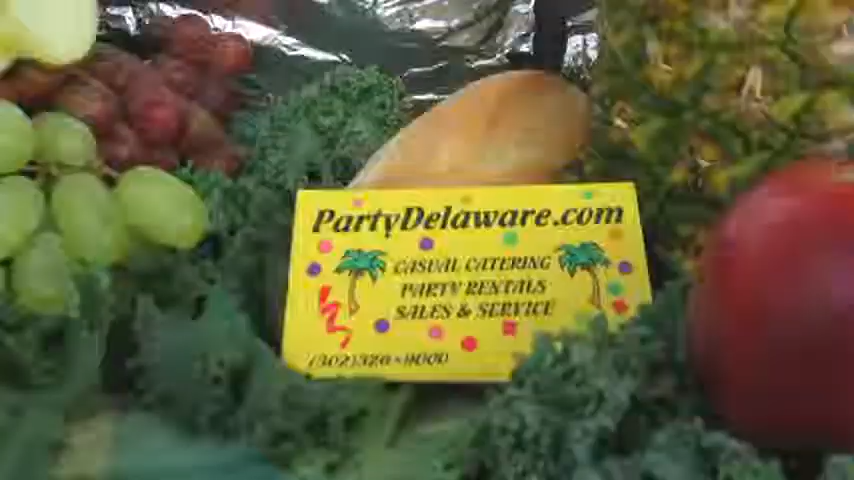 PartyDelaware.com
CASUAL CATERING
PARTY RENTALS
SALES & SERVICE
(302)326-9000